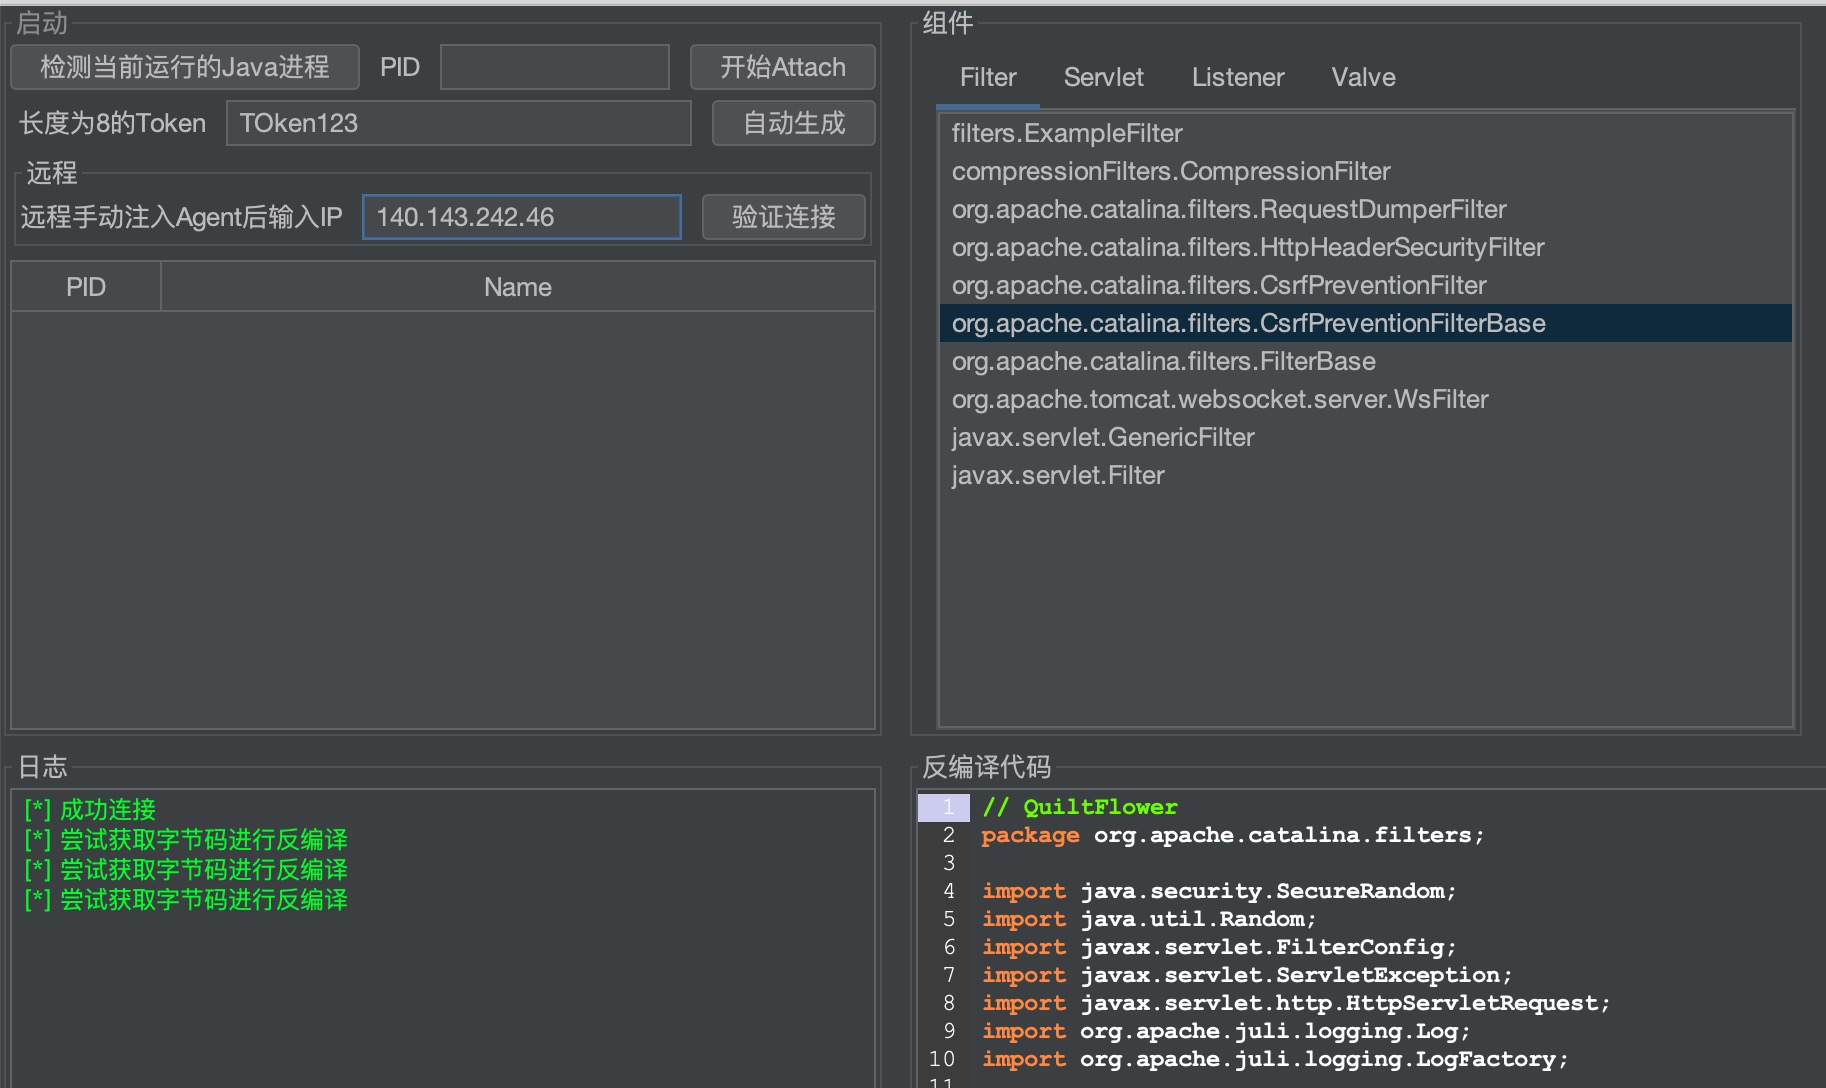 启动
检测当前运行的Java进程 PID 开始Attach
长度为8的Token TOken123 自动生成
远程
远程手动注入Agent后输入IP 140.143.242.46 验证连接
PID Name
组件
Filter Servlet Listener Valve
filters.ExampleFilter
compressionFilters.CompressionFilter
org.apache.catalina.filters.RequestDumperFilter
org.apache.catalina.filters.HttpHeaderSecurityFilter
org.apache.catalina.filters.CsrfPreventionFilter
org.apache.catalina.filters.CsrfPreventionFilterBase
org.apache.catalina.filters.FilterBase
org.apache.tomcat.websocket.server.WsFilter
javax.servlet.GenericFilter
javax.servlet.Filter
日志
[*] 成功连接
[*] 尝试获取字节码进行反编译
[*] 尝试获取字节码进行反编译
[*] 尝试获取字节码进行反编译
反编译代码
1 // QuiltFlower
2 package org.apache.catalina.filters;
3
4 import java.security.SecureRandom;
5 import java.util.Random;
6 import javax.servlet.FilterConfig;
7 import javax.servlet.ServletException;
8 import javax.servlet.http.HttpServletRequest;
9 import org.apache.juli.logging.Log;
10 import org.apache.juli.logging.LogFactory;
11